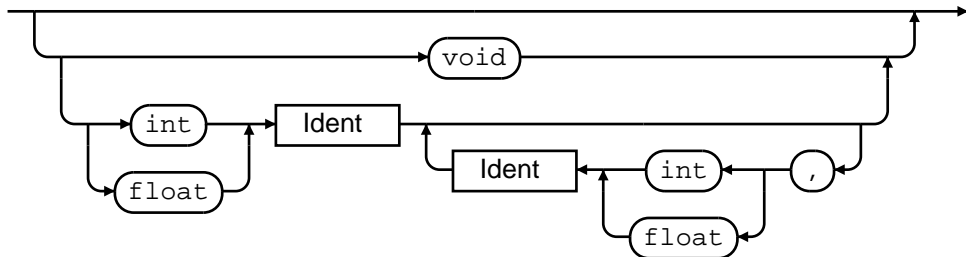 void
int Ident
Ident int ,
float
float